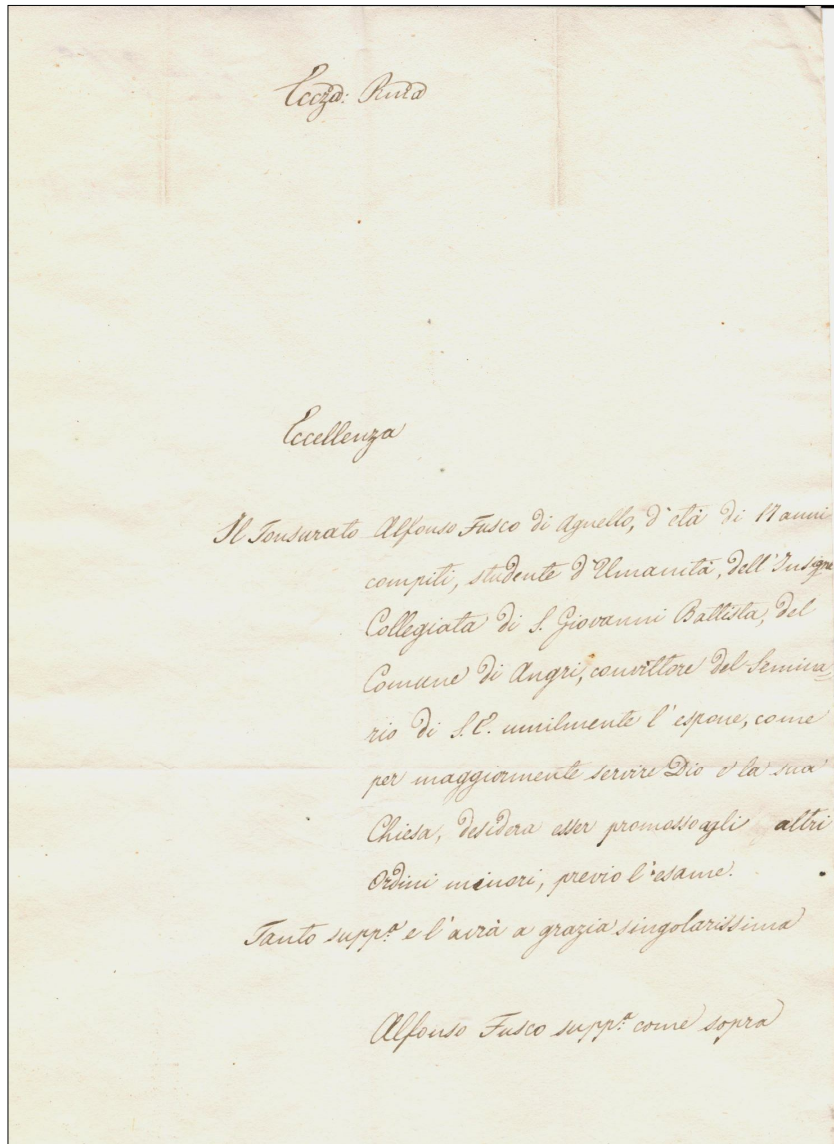 Eccza: Rma
Eccellenza
Il Tonsurato Alfonso Fusco di Agnello, d'età di 17 anni
compiti, studente d'Umanità, dell'Insigne
Collegiata di S. Giovanni Battista, del
Comune di Angri, convittore del Semina=
rio di S. E. umilmente l'espone, come
per maggiormente servire Dio e la sua
Chiesa, desidera esser promosso agli altri
Ordini minori, previo l'esame.
Tanto supp.a e l'avrà a grazia singolarissima
Alfonso Fusco supp.e come sopra